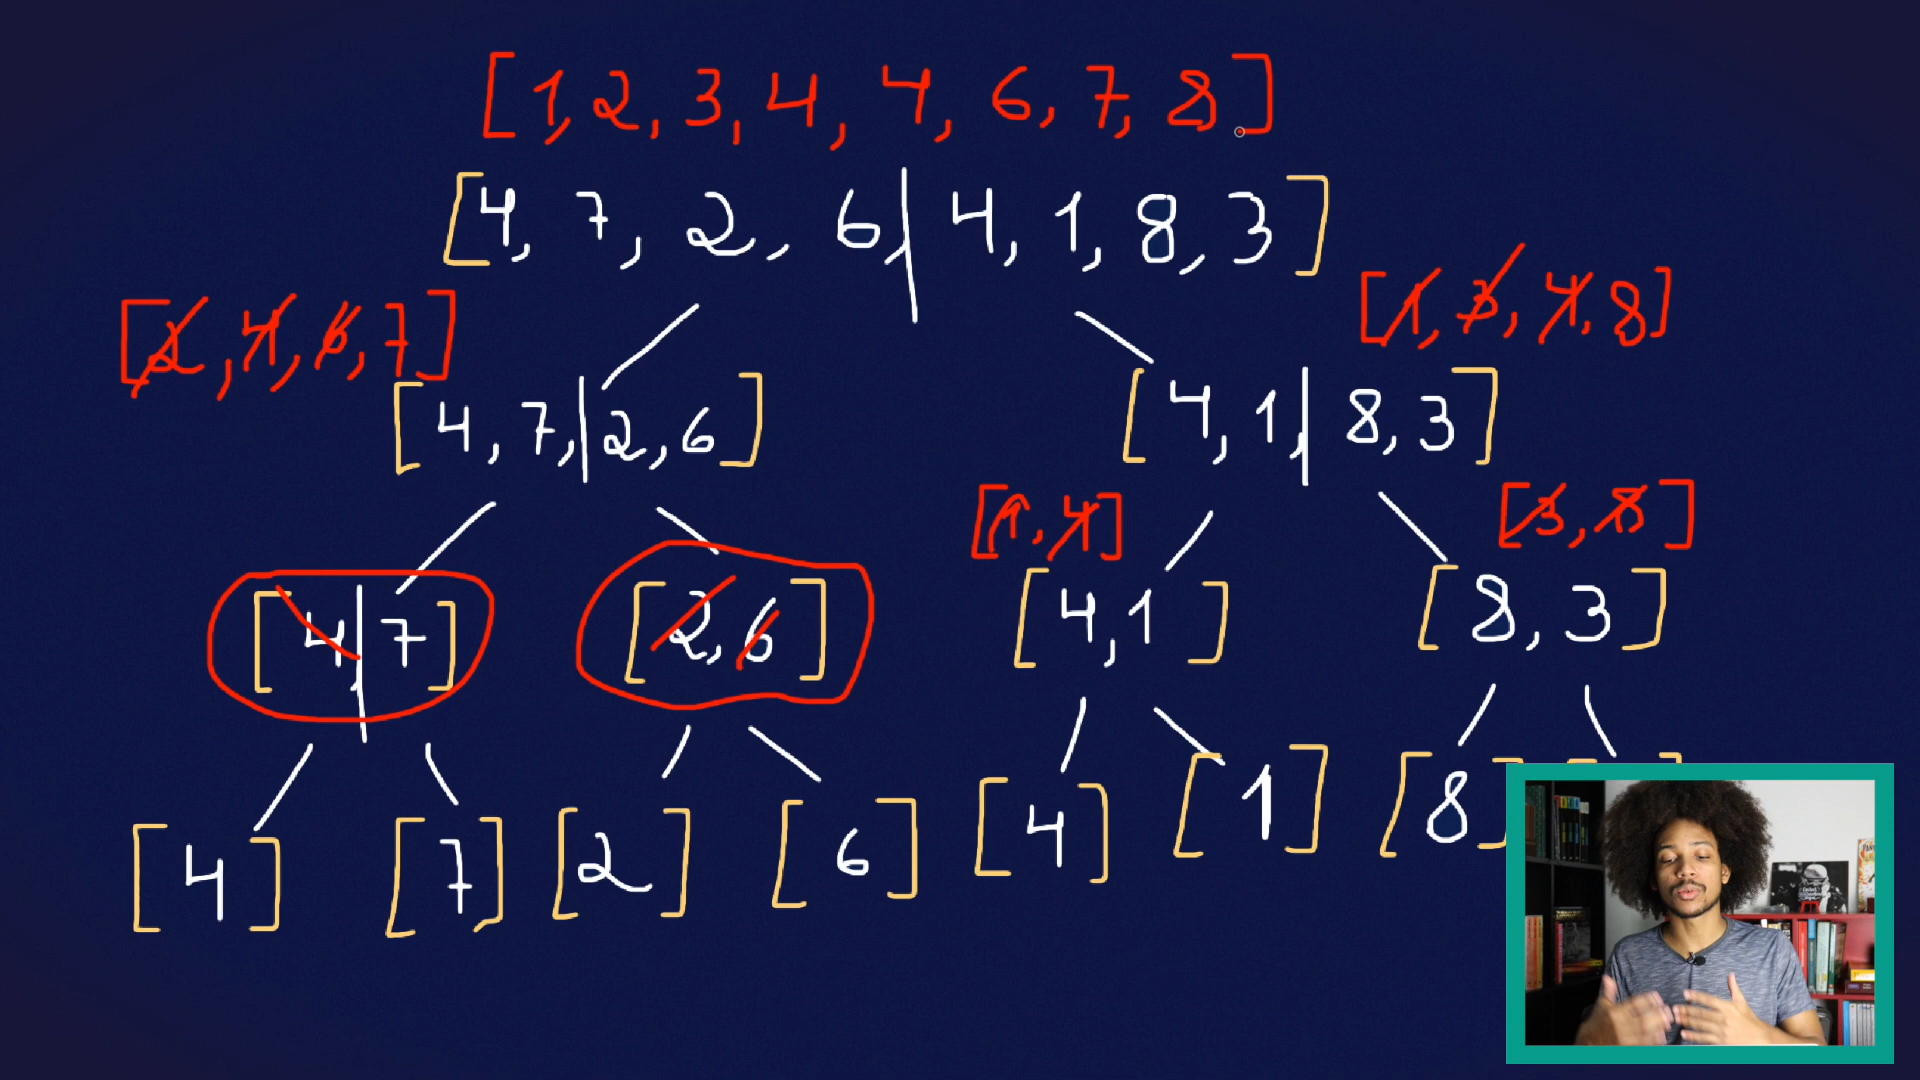 [1, 2, 3, 4, 4, 6, 7, 8]
[4, 7, 2, 6, | 4, 1, 8, 3]
[2, 4, 6, 7]
[1, 3, 4, 8]
[4, 7, | 2, 6]
[4, 1, | 8, 3]
[1, 4]
[3, 8]
[4, | 7]
[2, 6]
[4, 1]
[8, 3]
[4]
[7]
[2]
[6]
[4]
[1]
[8]